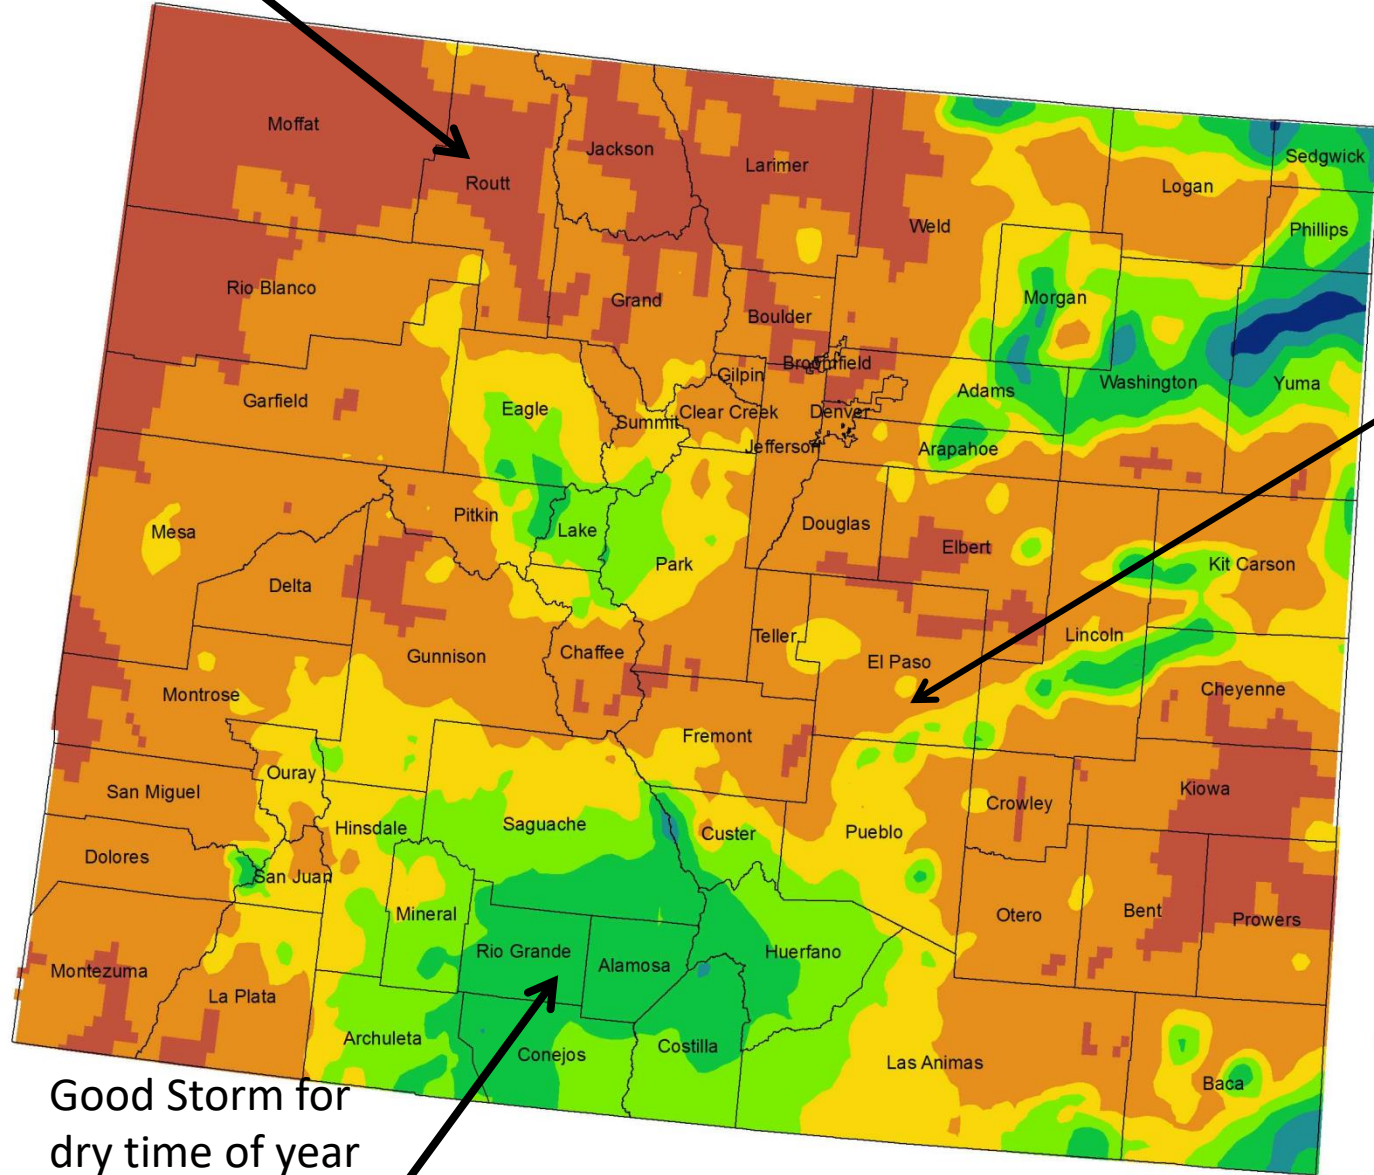 Moffat
Routt
Jackson
Larimer
Weld
Logan
Sedgwick
Phillips
Rio Blanco
Grand
Boulder
Morgan
Broomfield
Gilpin
Garfield
Eagle
Summit
Clear Creek
Denver
Adams
Washington
Yuma
Jefferson
Arapahoe
Mesa
Pitkin
Lake
Park
Douglas
Elbert
Kit Carson
Delta
Gunnison
Chaffee
Teller
El Paso
Lincoln
Cheyenne
Montrose
Fremont
Ouray
San Miguel
Hinsdale
Saguache
Custer
Pueblo
Crowley
Kiowa
Dolores
San Juan
Mineral
Otero
Bent
Prowers
Rio Grande
Alamosa
Huerfano
Montezuma
La Plata
Archuleta
Conejos
Costilla
Las Animas
Baca
Good Storm for
dry time of year